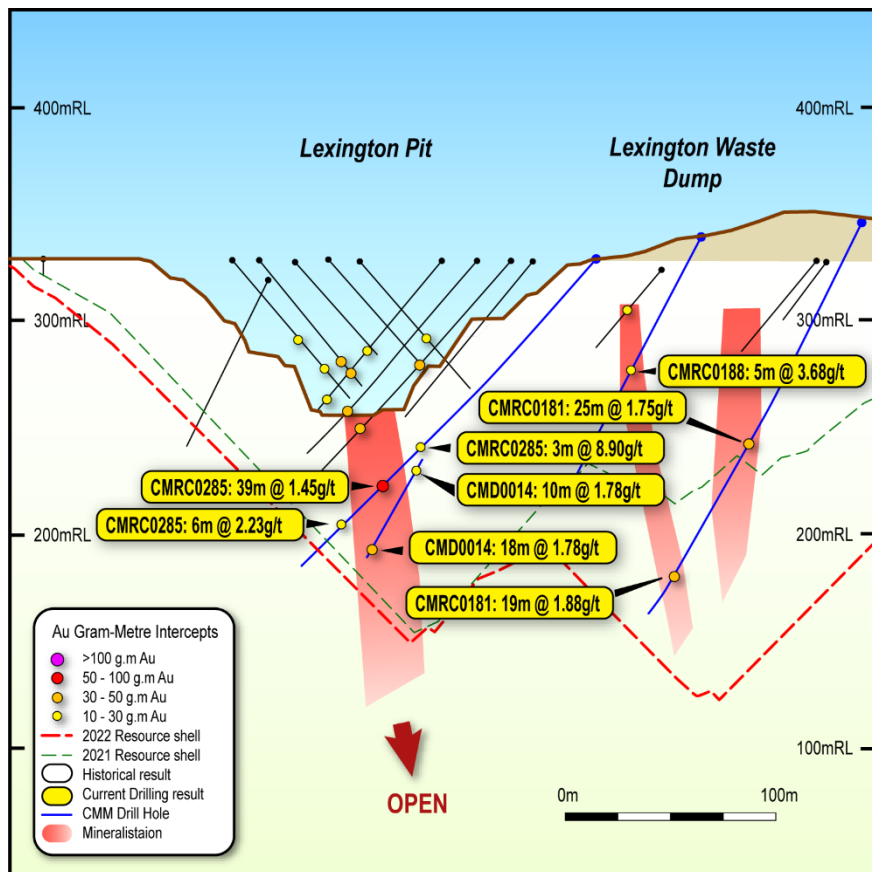 400mRL
400mRL
Lexington Pit
Lexington Waste
Dump
300mRL
300mRL
CMRC0188: 5m @ 3.68g/t
CMRC0181: 25m @ 1.75g/t
CMRC0285: 3m @ 8.90g/t
CMRC0285: 39m @ 1.45g/t
CMD0014: 10m @ 1.78g/t
CMRC0285: 6m @ 2.23g/t
200mRL
200mRL
CMD0014: 18m @ 1.78g/t
CMRC0181: 19m @ 1.88g/t
Au Gram-Metre Intercepts
>100 g.m Au
50 - 100 g.m Au
30 - 50 g.m Au
10 - 30 g.m Au
2022 Resource shell
2021 Resource shell
Historical result
Current Drilling result
CMM Drill Hole
Mineralistaion
100mRL
OPEN
0m
100m